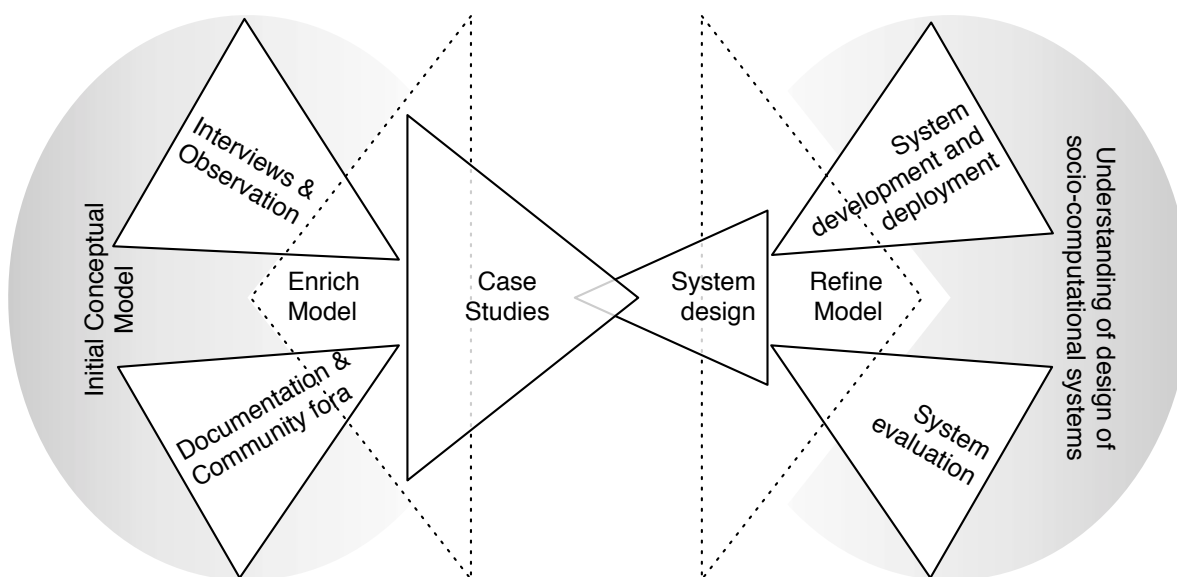 Initial Conceptual
Model
Interviews &
Observation
Documentation &
Community fora
Enrich
Model
Case
Studies
System
design
Refine
Model
System
development and
deployment
System
evaluation
Understanding of design of
socio-computational systems